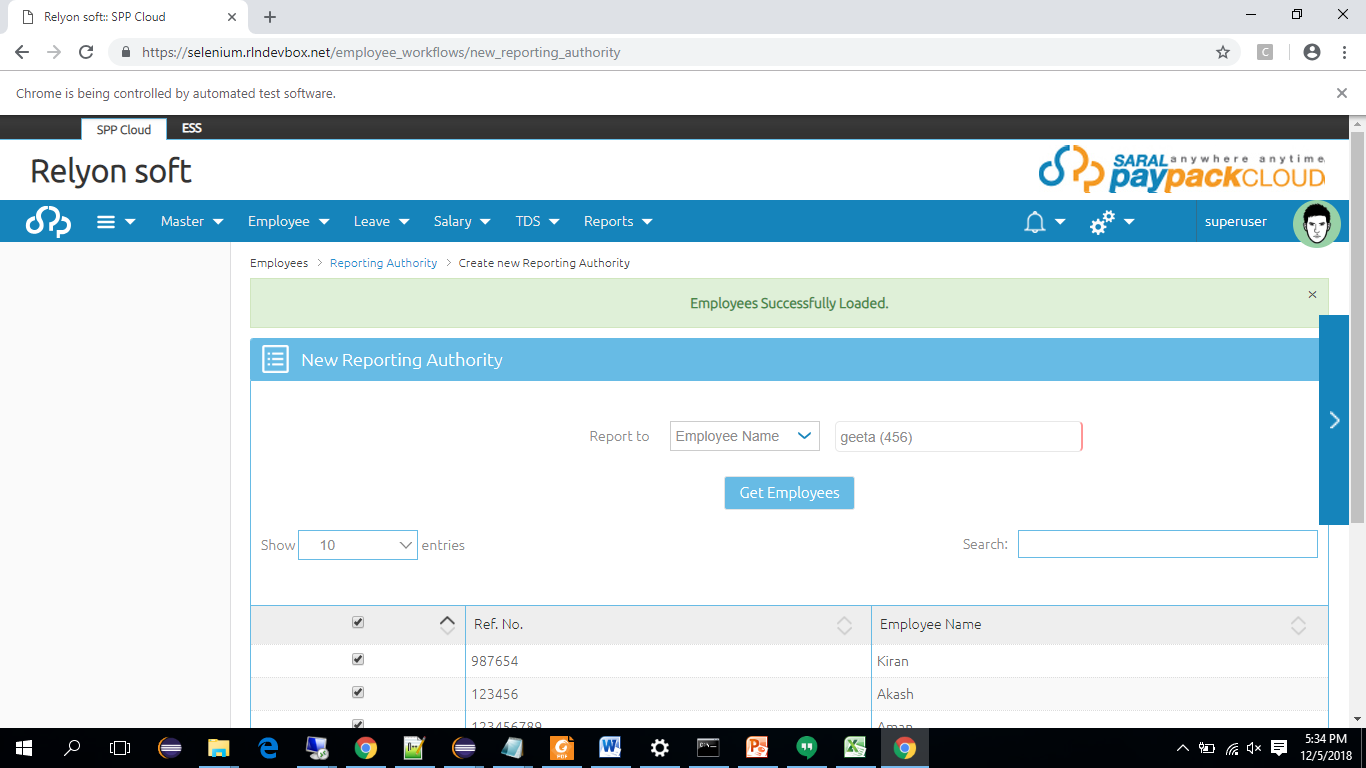 Relyon soft:: SPP Cloud
https://selenium.rlndevbox.net/employee_workflows/new_reporting_authority
C
Chrome is being controlled by automated test software.
SPP Cloud ESS
Relyon soft
SARAL anywhere anytime
paypackCLOUD
Master Employee Leave Salary TDS Reports superuser
Employees > Reporting Authority > Create new Reporting Authority
Employees Successfully Loaded.
×
New Reporting Authority
Report to Employee Name geeta (456)
Get Employees
Show 10 entries Search:
Ref. No. Employee Name
987654 Kiran
123456 Akash
123456789 Aman
5:34 PM
12/5/2018